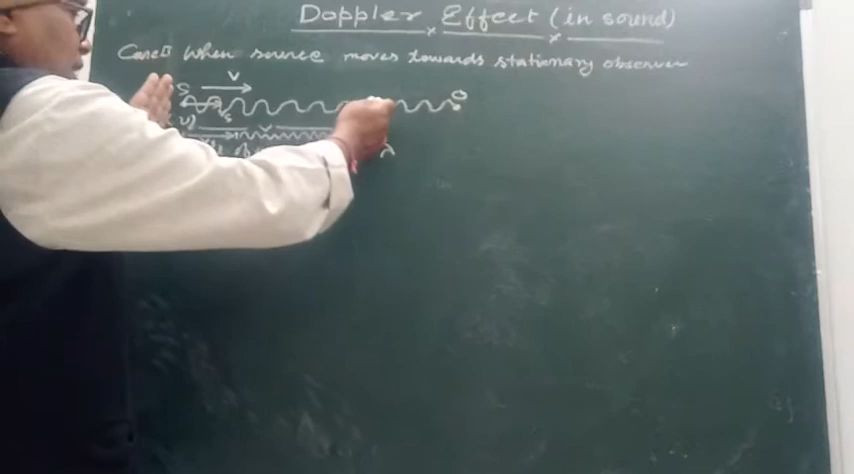 Doppler Effect (in sound)
Case I When source moves towards stationary observer
S V O